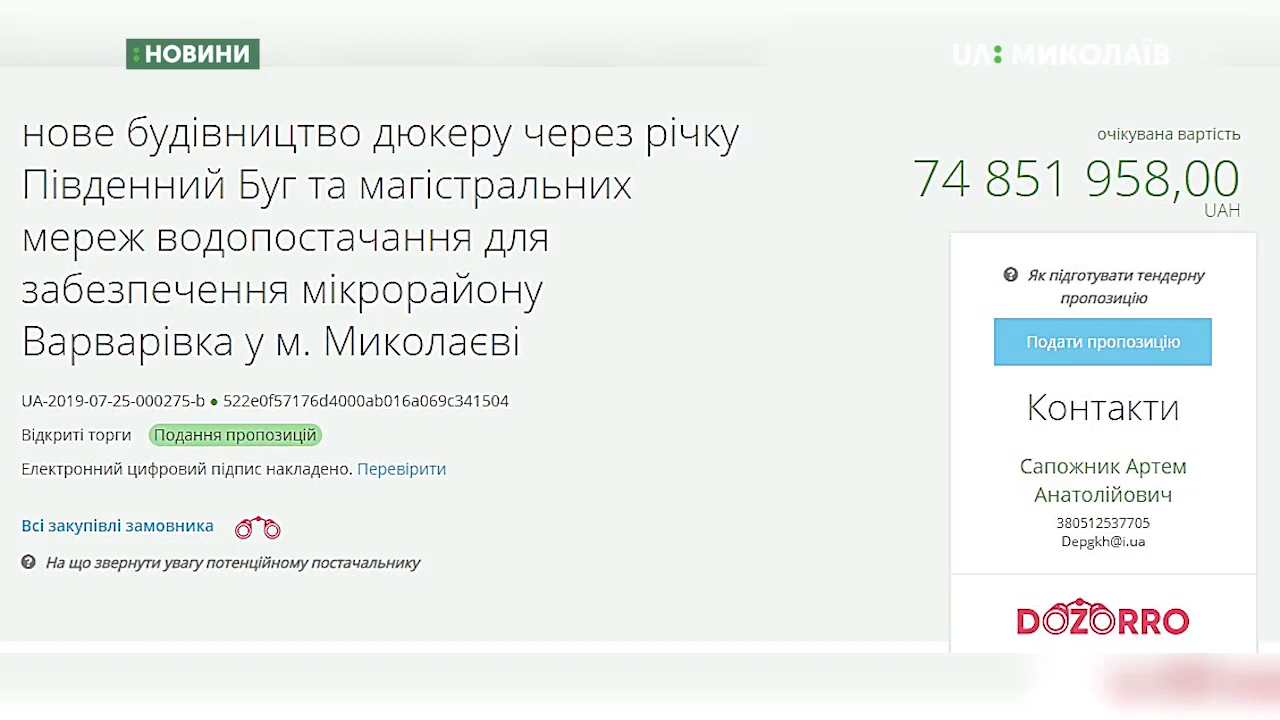 : НОВИНИ
UA: МИКОЛАЇВ
нове будівництво дюкеру через річку
Південний Буг та магістральних
мереж водопостачання для
забезпечення мікрорайону
Варварівка у м. Миколаєві
UA-2019-07-25-000275-b ● 522e0f57176d4000ab016a069c341504
Відкриті торги Подання пропозицій
Електронний цифровий підпис накладено. Перевірити
Всі закупівлі замовника
На що звернути увагу потенційному постачальнику
очікувана вартість
74 851 958,00
UAH
Як підготувати тендерну
пропозицію
Подати пропозицію
Контакти
Сапожник Артем
Анатолійович
380512537705
Depgkh@i.ua
DOZORRO